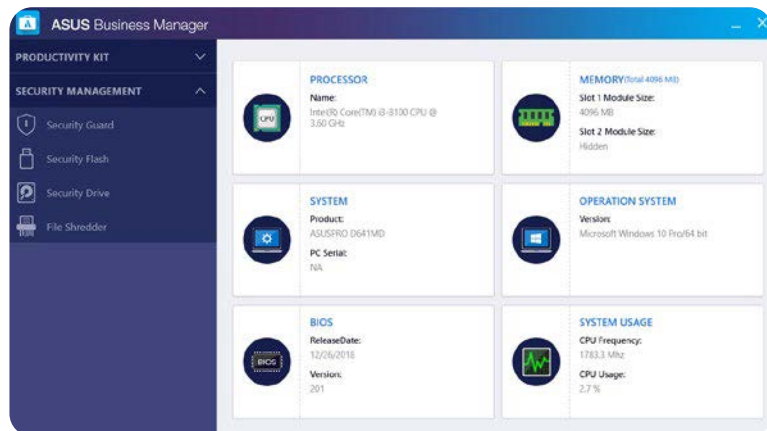 ASUS Business Manager
PRODUCTIVITY KIT
SECURITY MANAGEMENT
Security Guard
Security Flash
Security Drive
File Shredder
PROCESSOR
Name:
Intel(R) Core(TM) i3-8100 CPU @
3.60 GHz
CPU
MEMORY(Total 4096 MB)
Slot 1 Module Size:
4096 MB
Slot 2 Module Size:
Hidden
SYSTEM
Product:
ASUSPRO D641MD
PC Serial:
NA
OPERATION SYSTEM
Version:
Microsoft Windows 10 Pro/64 bit
BIOS
ReleaseDate:
12/26/2018
Version:
201
BIOS
SYSTEM USAGE
CPU Frequency:
1783.3 Mhz
CPU Usage:
2.7 %